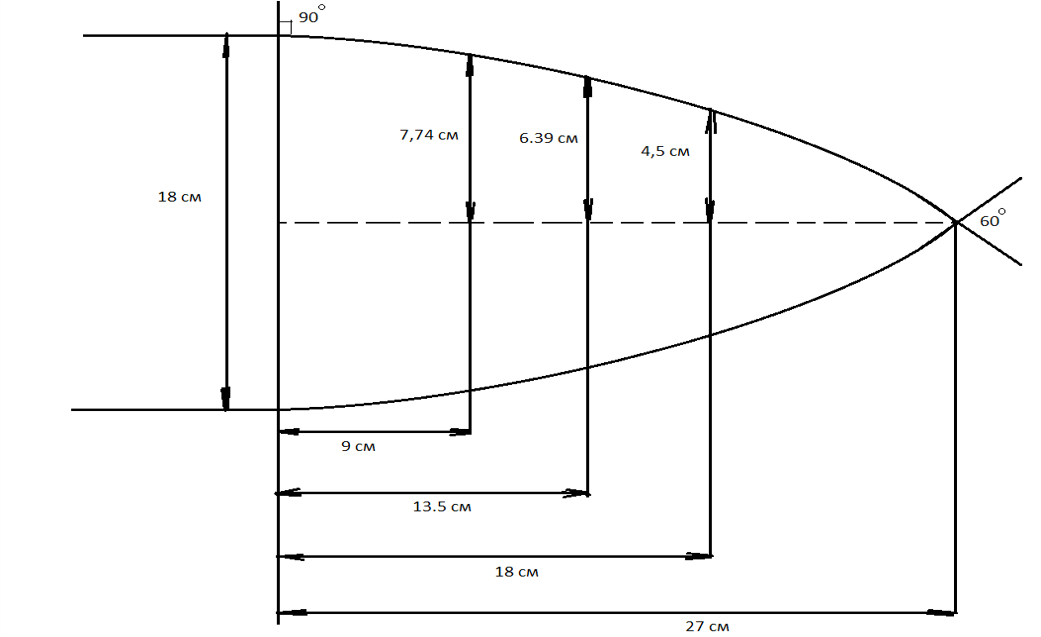 90°
7,74 см
6.39 см
4,5 см
18 см
60°
9 см
13.5 см
18 см
27 см